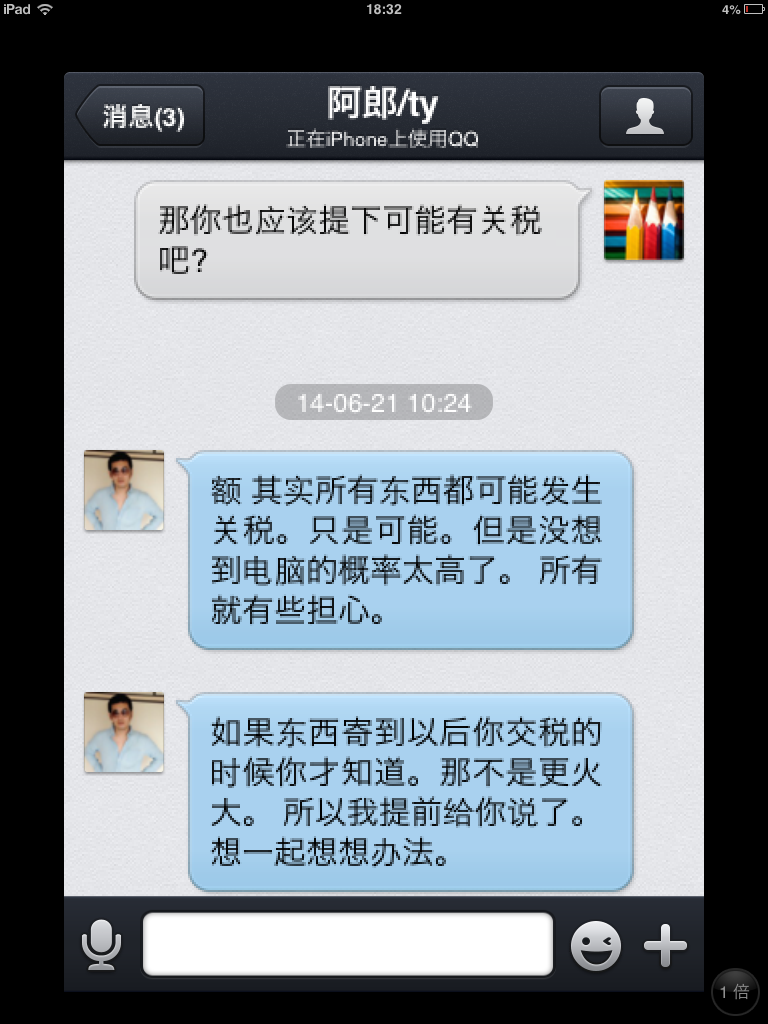 iPad 18:32 4%
消息(3) 阿郎/ty
正在iPhone上使用QQ
那你也应该提下可能有关税
吧?
14-06-21 10:24
额 其实所有东西都可能发生
关税。只是可能。但是没想
到电脑的概率太高了。 所有
就有些担心。
如果东西寄到以后你交税的
时候你才知道。那不是更火
大。 所以我提前给你说了。
想一起想想办法。
1 倍